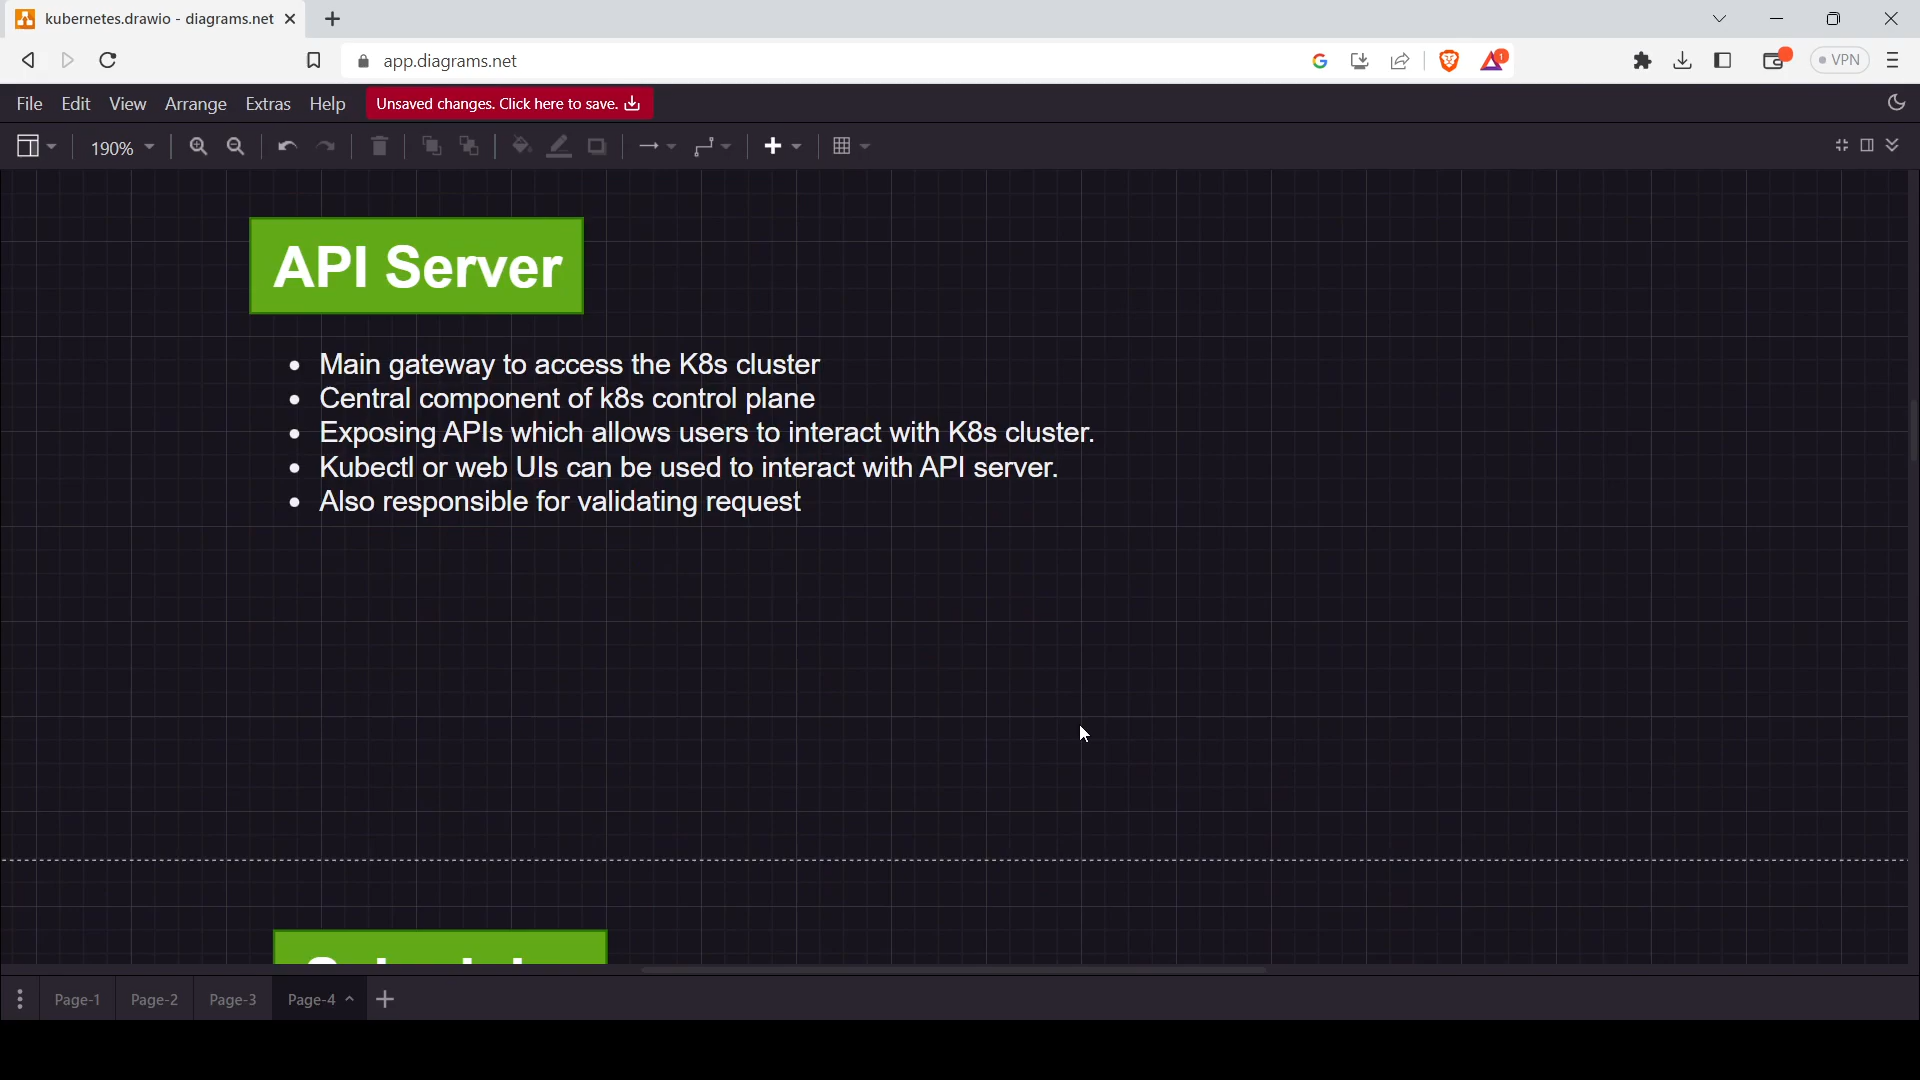 kubernetes.drawio - diagrams.net
app.diagrams.net
1
VPN
File Edit View Arrange Extras Help Unsaved changes. Click here to save.
190%
API Server
• Main gateway to access the K8s cluster
• Central component of k8s control plane
• Exposing APIs which allows users to interact with K8s cluster.
• Kubectl or web UIs can be used to interact with API server.
• Also responsible for validating request
Page-1 Page-2 Page-3 Page-4